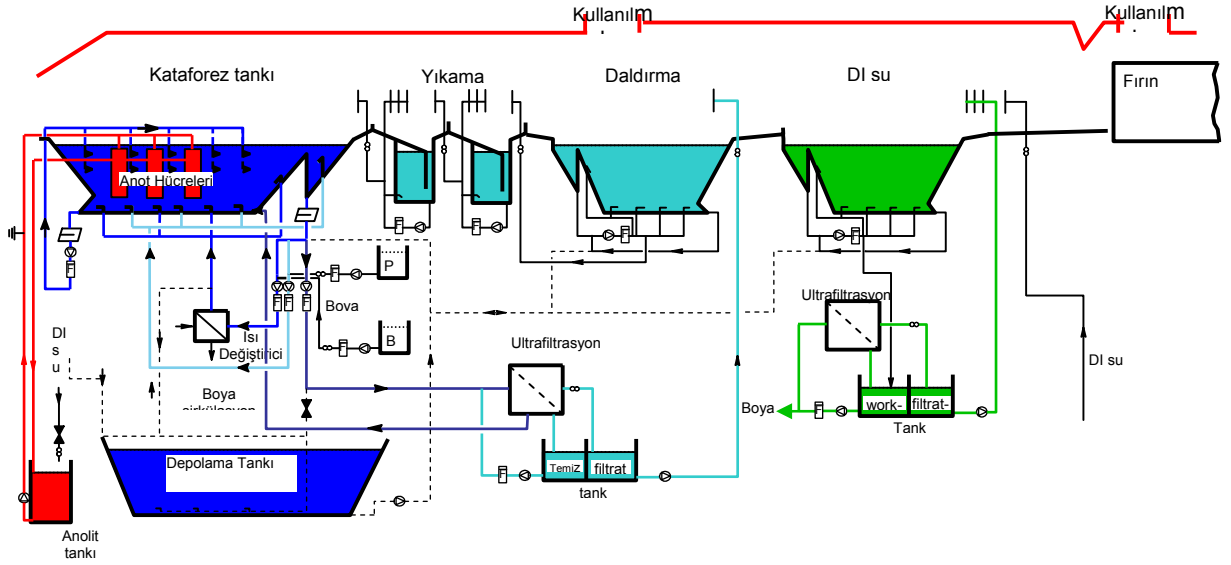 Kullanılm
Kullanılm
Kataforez tankı
Yıkama
Daldırma
DI su
Fırın
Anot Hücreleri
P
Bova
B
Isı
Değiştirici
DI
s
u
Boya
Ultrafiltrasyon
Ultrafiltrasyon
DI su
Boya
work-
filtrat-
Tank
Depolama Tankı
Temiz
filtrat
tank
Anolit
tankı